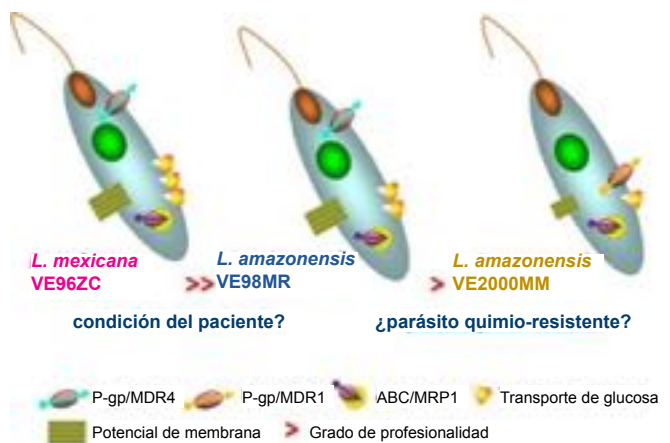 L. mexicana
VE96ZC
>>
L. amazonensis
VE98MR
>
L. amazonensis
VE2000MM
condición del paciente?
¿parásito quimio-resistente?
P-gp/MDR4
P-gp/MDR1
ABC/MRP1
Transporte de glucosa
Potencial de membrana
> Grado de profesionalidad